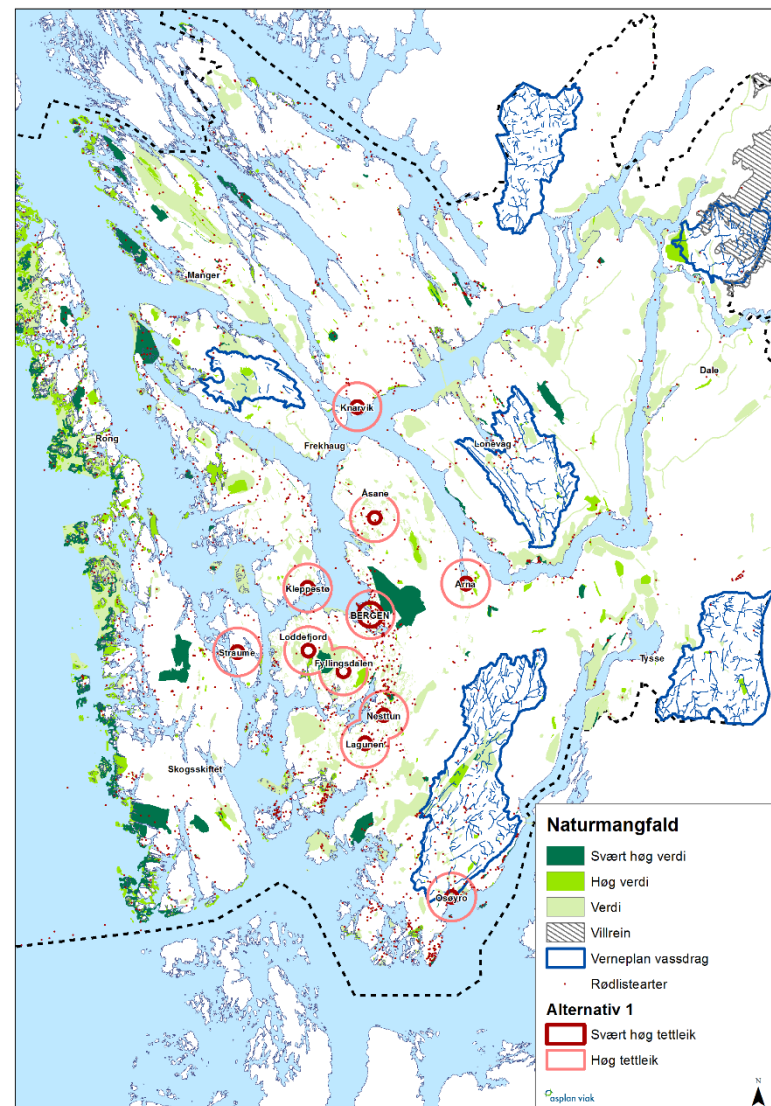 Manger
Dale
Knarvik
Rong
Frekhaug
Lonevåg
Åsane
Kleppestø
Arna
BERGEN
Loddefjord
Straume
Fyllingsdalen
Tysse
Nesttun
Lagunen
Skogsskiftet
Osøyro
Naturmangfald
Svært høg verdi
Høg verdi
Verdi
Villrein
Verneplan vassdrag
Rødlistearter
Alternativ 1
Svært høg tettleik
Høg tettleik
N
asplan viak